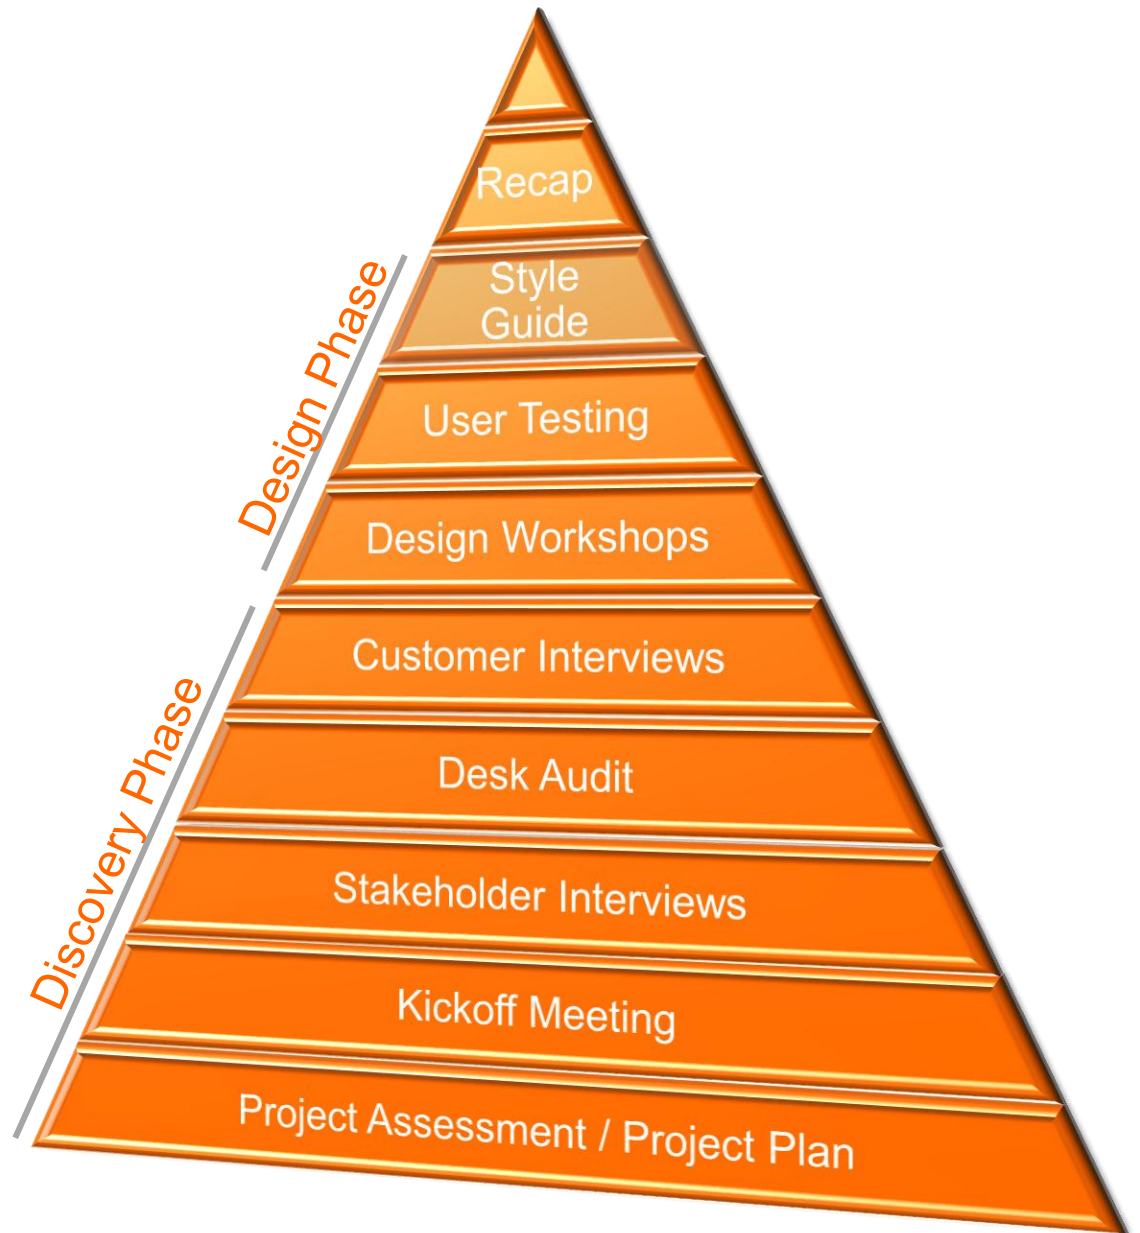 Recap
Style
Guide
User Testing
Design Workshops
Customer Interviews
Desk Audit
Stakeholder Interviews
Kickoff Meeting
Project Assessment / Project Plan
Design Phase
Discovery Phase